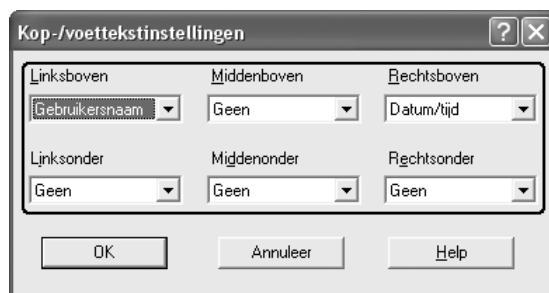 Kop-/voettekstinstellingen
Linksboven Middenboven Rechtsboven
Gebruikersnaam Geen Datum/tijd
Linksonder Middenonder Rechtsonder
Geen Geen Geen
OK Annuleer Help